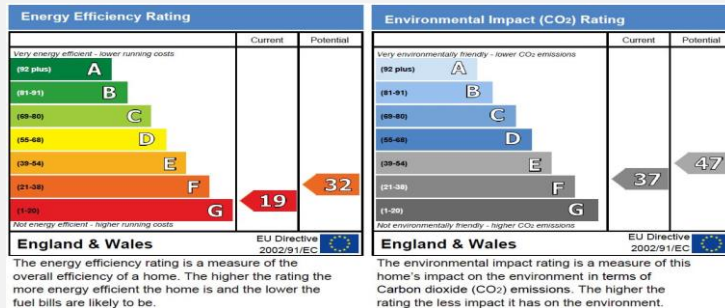 Energy Efficiency Rating
Current Potential
Very energy efficient - lower running costs
(92 plus) A
(81-91) B
(69-80) C
(55-68) D
(39-54) E
(21-38) F
(1-20) G
19
32
Not energy efficient - higher running costs
England & Wales
EU Directive
2002/91/EC
The energy efficiency rating is a measure of the
overall efficiency of a home. The higher the rating the
more energy efficient the home is and the lower the
fuel bills are likely to be.
Environmental Impact (CO2) Rating
Current Potential
Very environmentally friendly - lower CO2 emissions
(92 plus) A
(81-91) B
(69-80) C
(55-68) D
(39-54) E
(21-38) F
(1-20) G
37
47
Not environmentally friendly - higher CO2 emissions
England & Wales
EU Directive
2002/91/EC
The environmental impact rating is a measure of this
home's impact on the environment in terms of
Carbon dioxide (CO2) emissions. The higher the
rating the less impact it has on the environment.